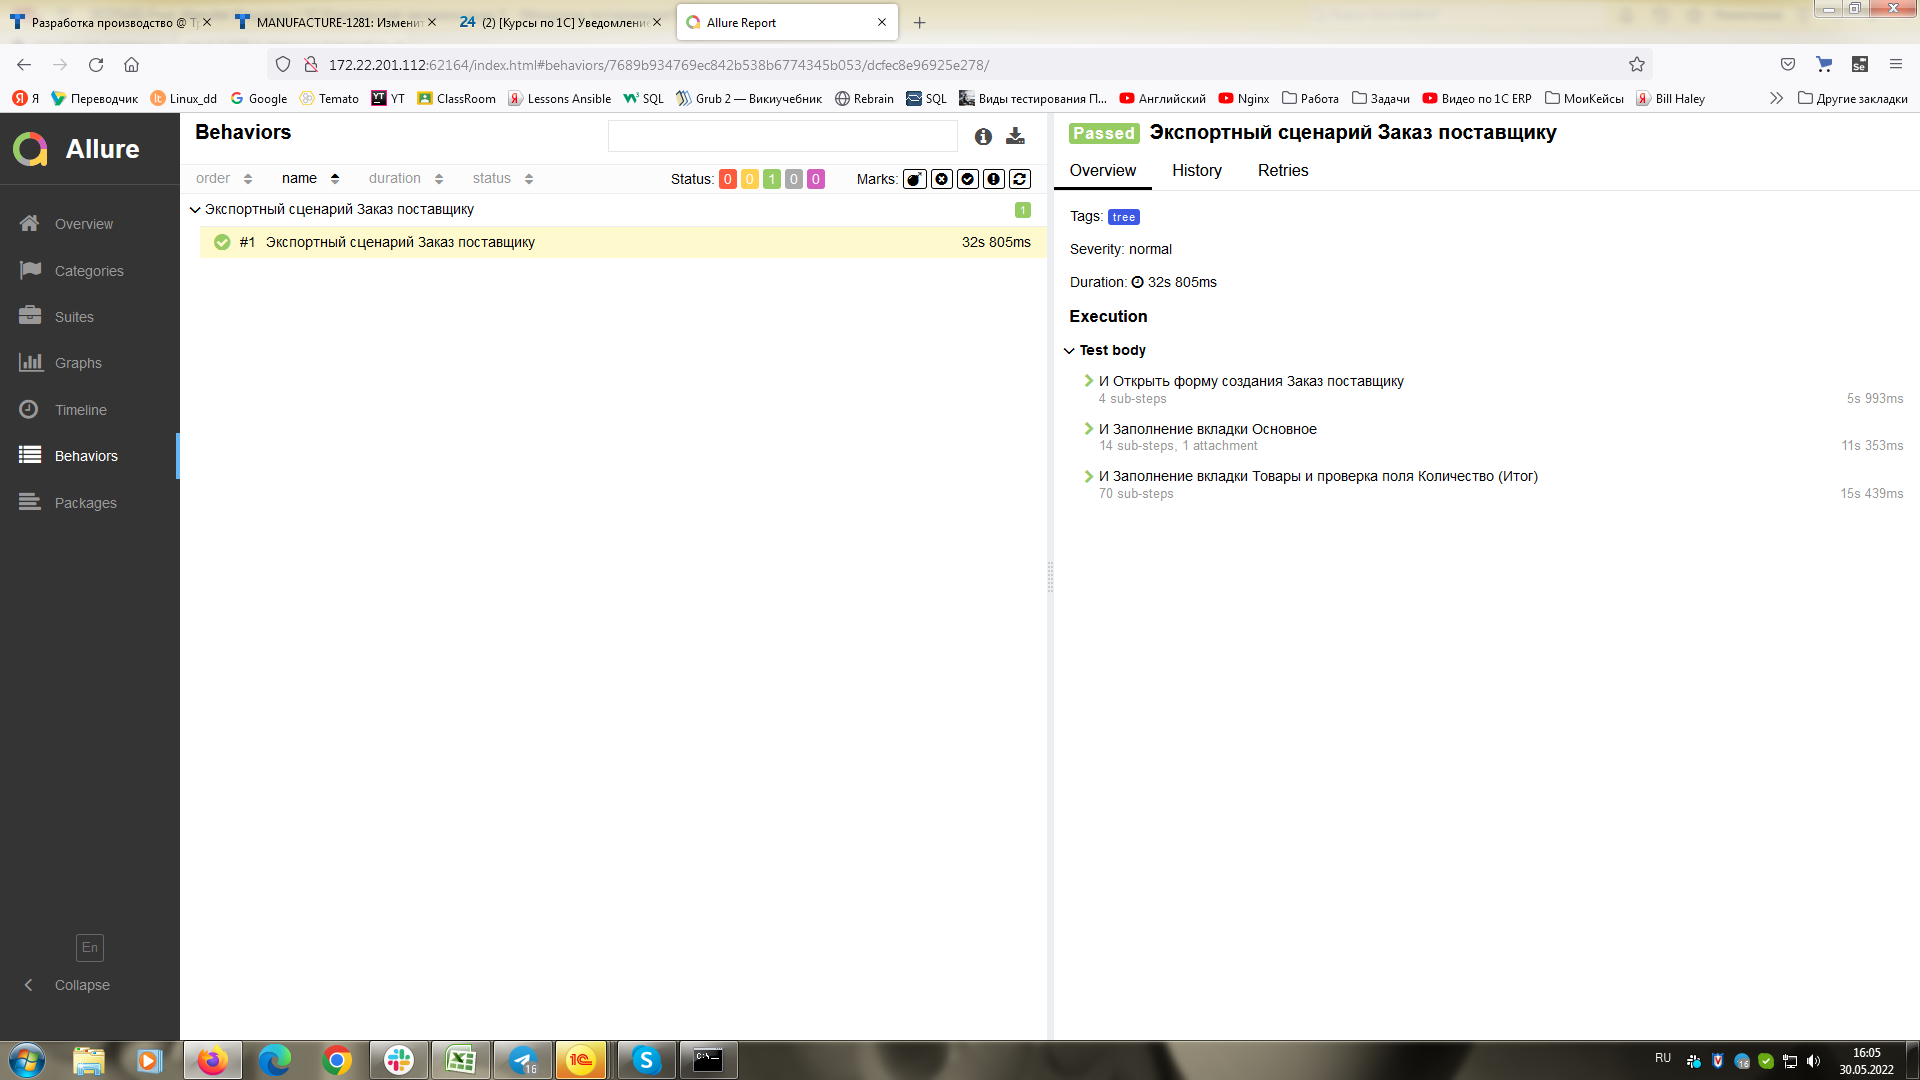 Разработка производство @ Тр
MANUFACTURE-1281: Изменит
24 (2) [Курсы по 1С] Уведомление
Allure Report
172.22.201.112:62164/index.html#behaviors/7689b934769ec842b538b6774345b053/dcfec8e96925e278/
Я
Переводчик
Linux_dd
Google
Temato
YT
ClassRoom
Lessons Ansible
SQL
Grub 2 — Викиучебник
Rebrain
SQL
Виды тестирования П...
Английский
Nginx
Работа
Задачи
Видео по 1С ERP
МоиКейсы
Bill Haley
Другие закладки
Allure
Overview
Categories
Suites
Graphs
Timeline
Behaviors
Packages
En
Collapse
Behaviors
order name duration status
Status: 0 0 1 0 0 Marks:
Экспортный сценарий Заказ поставщику 1
#1 Экспортный сценарий Заказ поставщику 32s 805ms
Passed Экспортный сценарий Заказ поставщику
Overview History Retries
Tags: tree
Severity: normal
Duration: 32s 805ms
Execution
Test body
И Открыть форму создания Заказ поставщику
4 sub-steps 5s 993ms
И Заполнение вкладки Основное
14 sub-steps, 1 attachment 11s 353ms
И Заполнение вкладки Товары и проверка поля Количество (Итог)
70 sub-steps 15s 439ms
16
RU
16
16:05
30.05.2022